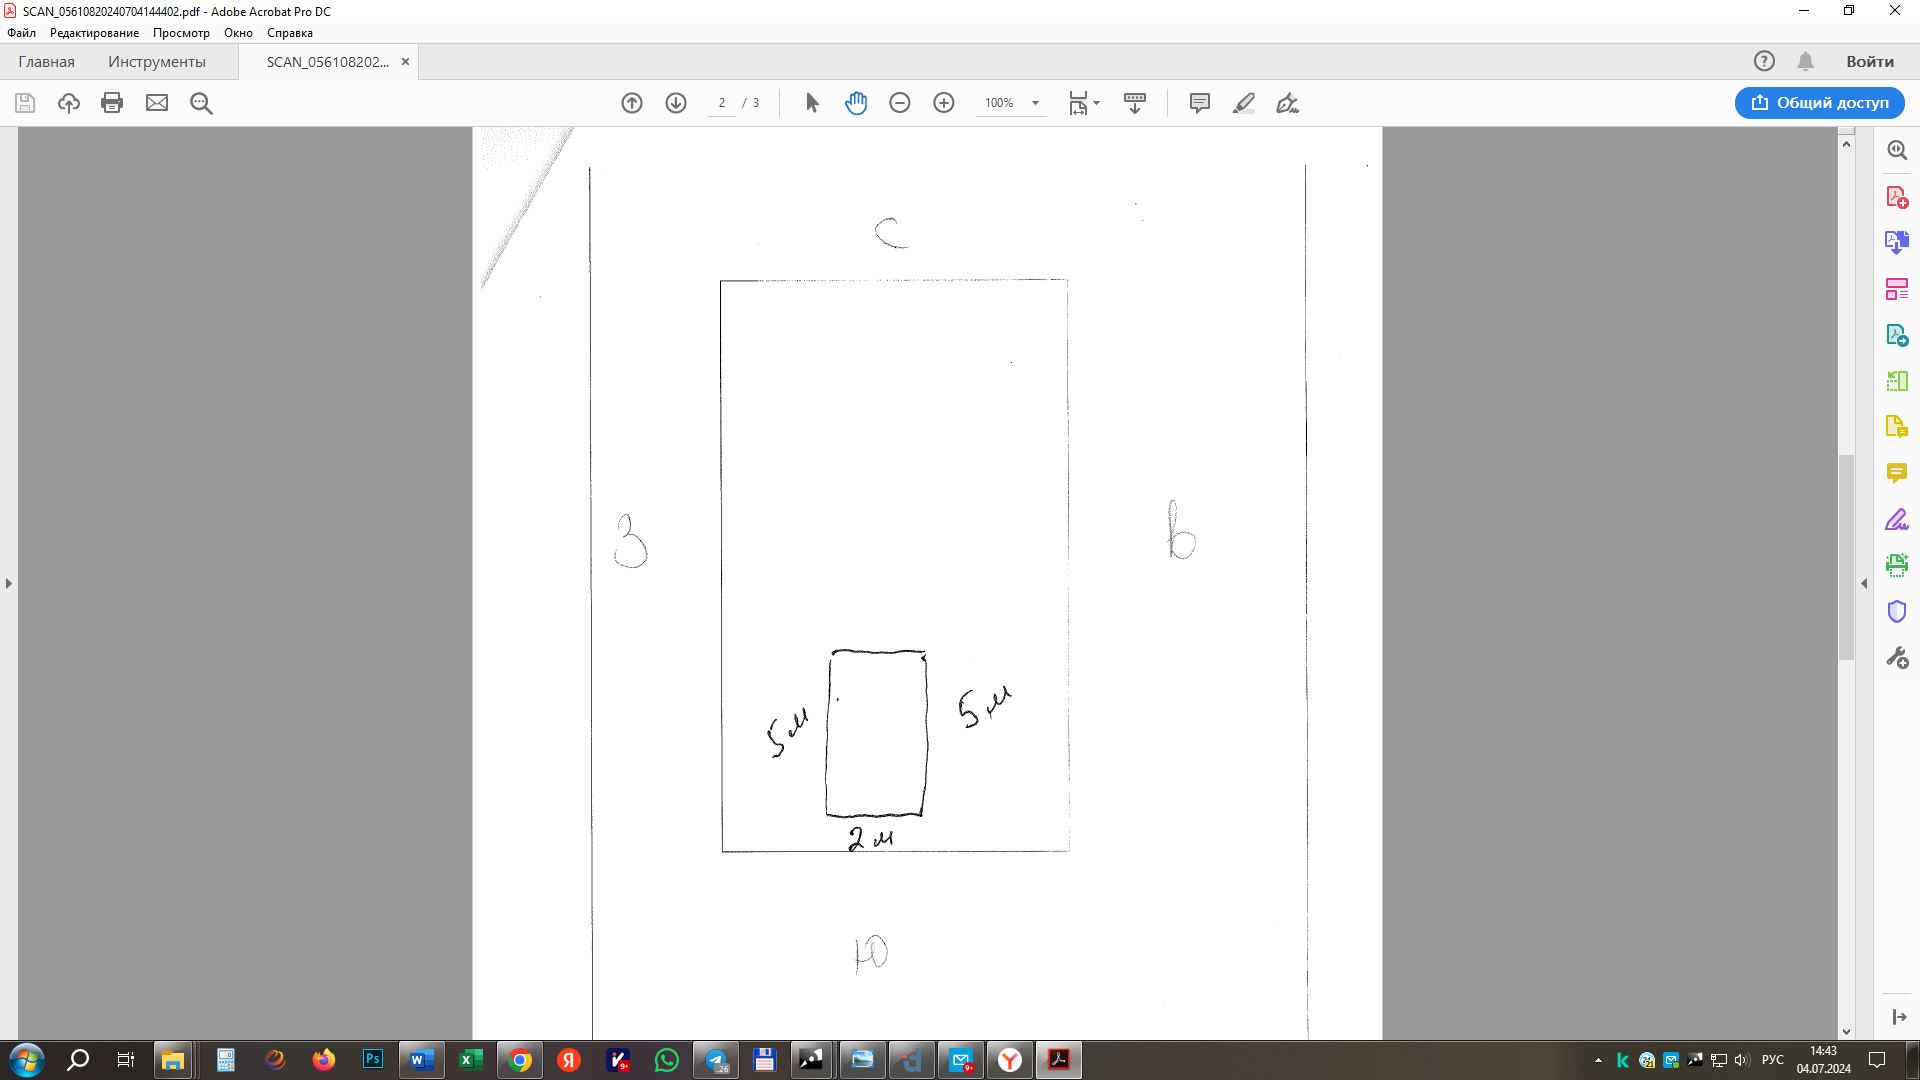 SCAN_05610820240704144402.pdf - Adobe Acrobat Pro DC
Файл Редактирование Просмотр Окно Справка
Главная Инструменты SCAN_056108202... × Войти
2 / 3 100% Общий доступ
С
З В
5м 5м
2м
Ю
РУС 14:43
04.07.2024